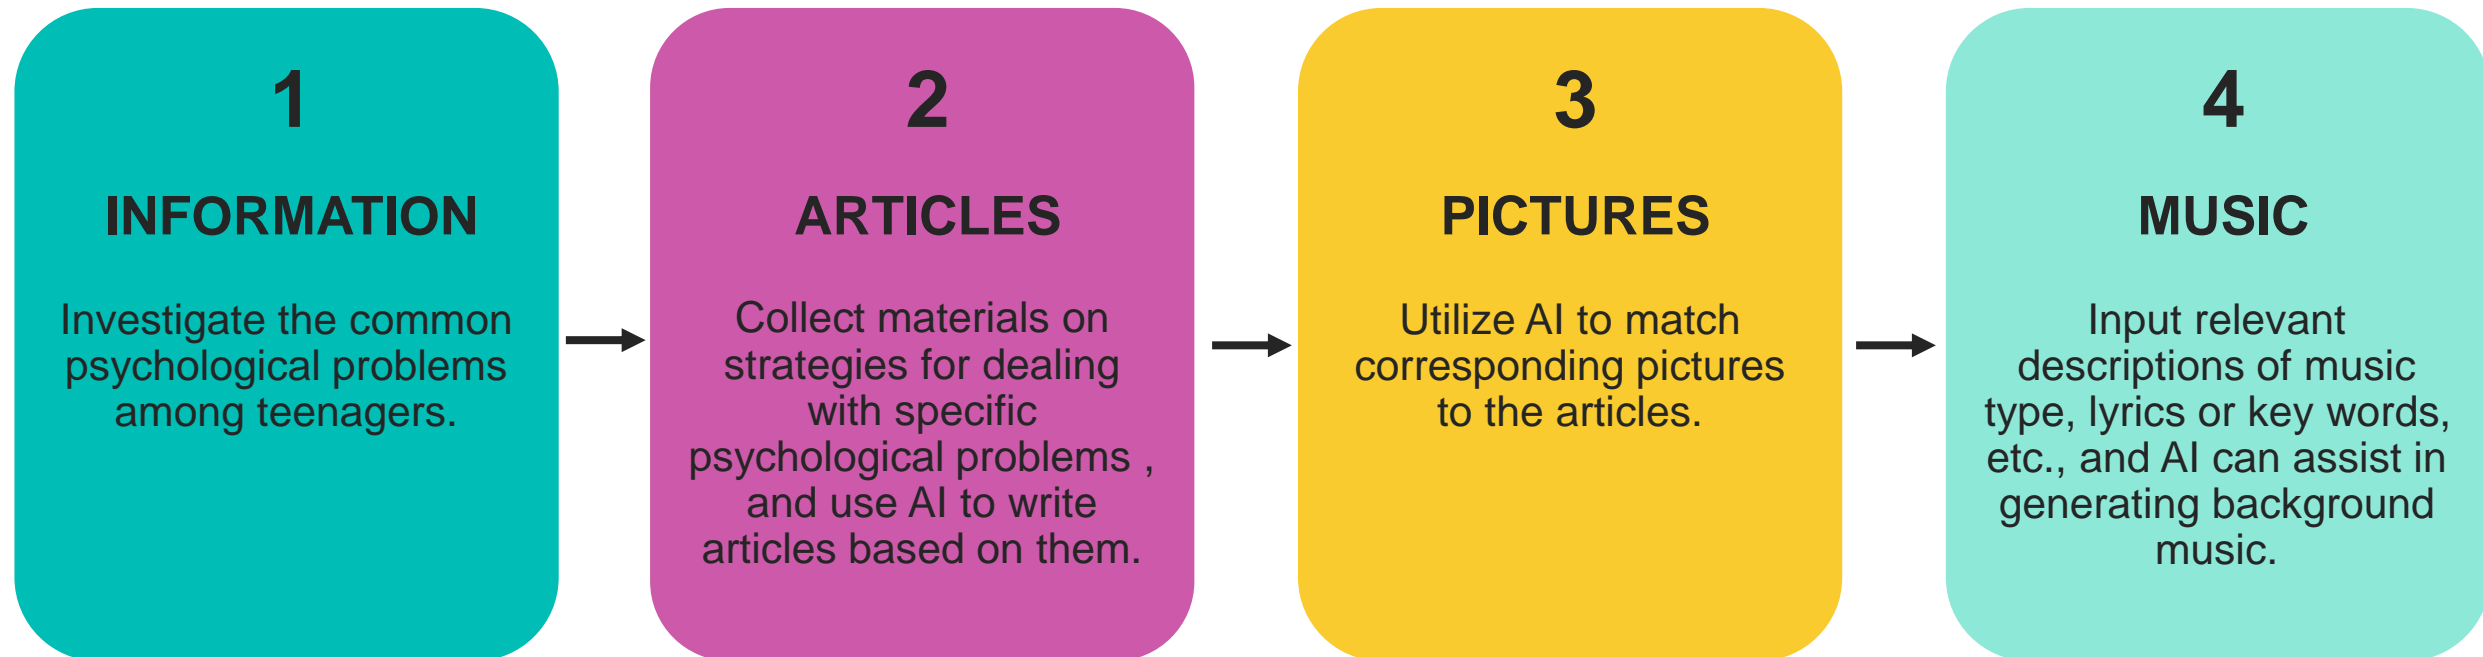 1
INFORMATION
Investigate the common
psychological problems
among teenagers.
2
ARTICLES
Collect materials on
strategies for dealing
with specific
psychological problems ,
and use AI to write
articles based on them.
3
PICTURES
Utilize AI to match
corresponding pictures
to the articles.
4
MUSIC
Input relevant
descriptions of music
type, lyrics or key words,
etc., and AI can assist in
generating background
music.